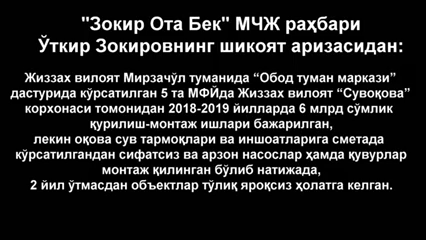 "Зокир Ота Бек" МЧЖ раҳбари
Ўткир Зокировнинг шикоят аризасидан:
Жиззах вилоят Мирзачўл туманида “Обод туман маркази”
дастурида кўрсатилган 5 та МФЙда Жиззах вилоят “Сувоқова”
корхонаси томонидан 2018-2019 йилларда 6 млрд сўмлик
қурилиш-монтаж ишлари бажарилган,
лекин оқова сув тармоқлари ва иншоатларига сметада
кўрсатилгандан сифатсиз ва арзон насослар ҳамда қувурлар
монтаж қилинган бўлиб натижада,
2 йил ўтмасдан объектлар тўлиқ яроқсиз ҳолатга келган.